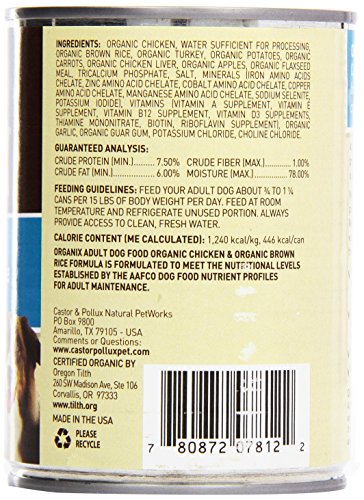 INGREDIENTS: ORGANIC CHICKEN, WATER SUFFICIENT FOR PROCESSING,
ORGANIC BROWN RICE, ORGANIC TURKEY, ORGANIC POTATOES, ORGANIC
CARROTS, ORGANIC CHICKEN LIVER, ORGANIC APPLES, ORGANIC FLAXSEED
MEAL, TRICALCIUM PHOSPHATE, SALT, MINERALS (IRON AMINO ACIDS
CHELATE, ZINC AMINO ACID CHELATE, COBALT AMINO ACID CHELATE, COPPER
AMINO ACID CHELATE, MANGANESE AMINO ACID CHELATE, SODIUM SELENITE,
POTASSIUM IODIDE), VITAMINS (VITAMIN A SUPPLEMENT, VITAMIN E
SUPPLEMENT, VITAMIN B12 SUPPLEMENT, VITAMIN D3 SUPPLEMENTS,
THIAMINE MONONITRATE, BIOTIN, RIBOFLAVIN SUPPLEMENT), ORGANIC
GARLIC, ORGANIC GUAR GUM, POTASSIUM CHLORIDE, CHOLINE CHLORIDE.
GUARANTEED ANALYSIS:
CRUDE PROTEIN (MIN.) 7.50% CRUDE FIBER (MAX.) 1.00%
CRUDE FAT (MIN.) 6.00% MOISTURE (MAX.) 78.00%
FEEDING GUIDELINES: FEED YOUR ADULT DOG ABOUT ¾ TO 1 ¼
CANS PER 15 LBS OF BODY WEIGHT PER DAY. FEED AT ROOM
TEMPERATURE AND REFRIGERATE UNUSED PORTION. ALWAYS
PROVIDE ACCESS TO CLEAN, FRESH WATER.
CALORIE CONTENT (ME CALCULATED): 1,240 kcal/kg, 446 kcal/can
ORGANIX ADULT DOG FOOD ORGANIC CHICKEN & ORGANIC BROWN
RICE FORMULA IS FORMULATED TO MEET THE NUTRITIONAL LEVELS
ESTABLISHED BY THE AAFCO DOG FOOD NUTRIENT PROFILES
FOR ADULT MAINTENANCE.
Castor & Pollux Natural PetWorks
PO Box 9800
Amarillo, TX 79105 - USA
Comments or Questions?
www.castorpolluxpet.com
CERTIFIED ORGANIC BY
Oregon Tilth
260 SW Madison Ave, Ste 106
Corvallis, OR 97333
www.tilth.org
MADE IN THE USA
PLEASE
RECYCLE
7 80872 07812 2